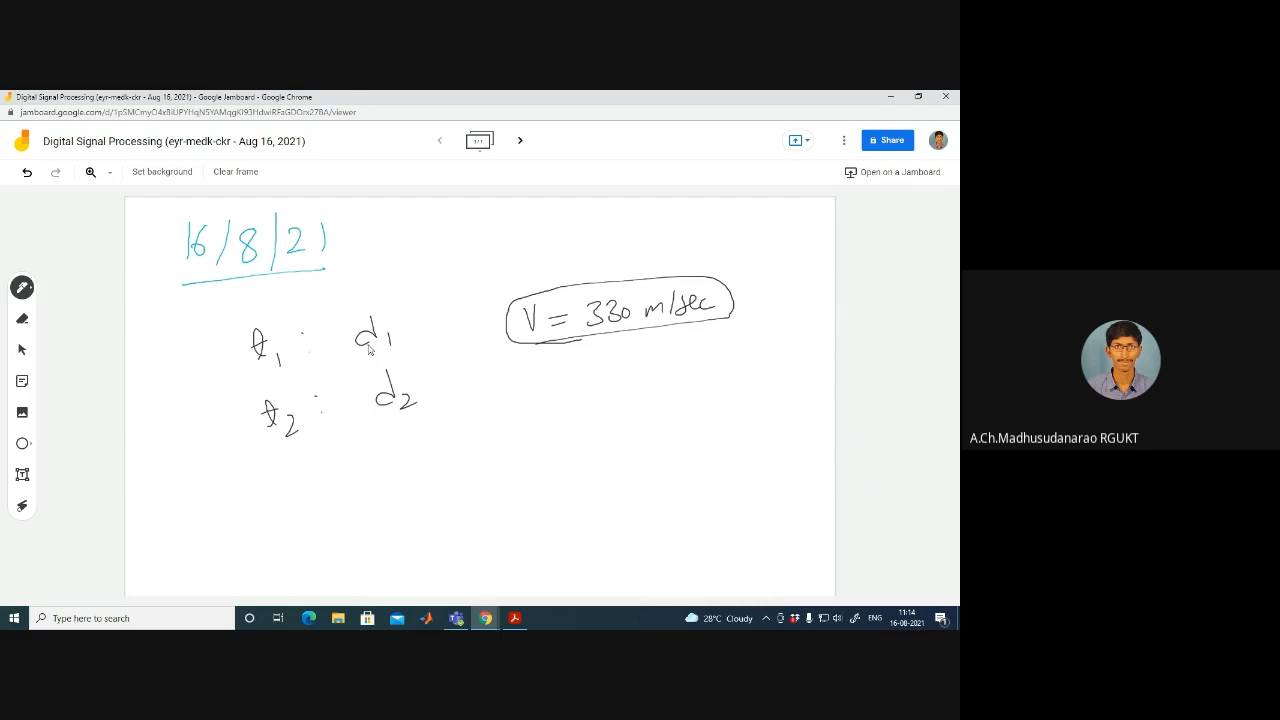 Digital Signal Processing (eyr-medk-ckr - Aug 16, 2021) - Google Jamboard - Google Chrome
Digital Signal Processing (eyr-medk-ckr - Aug 16, 2021)
1/1
Share
Set background
Clear frame
Open on a Jamboard
16/8/21
V = 330 m/sec
t1 : d1
t2 : d2
A.Ch.Madhusudanarao RGUKT
Type here to search
28°C Cloudy
ENG
11:14
16-08-2021